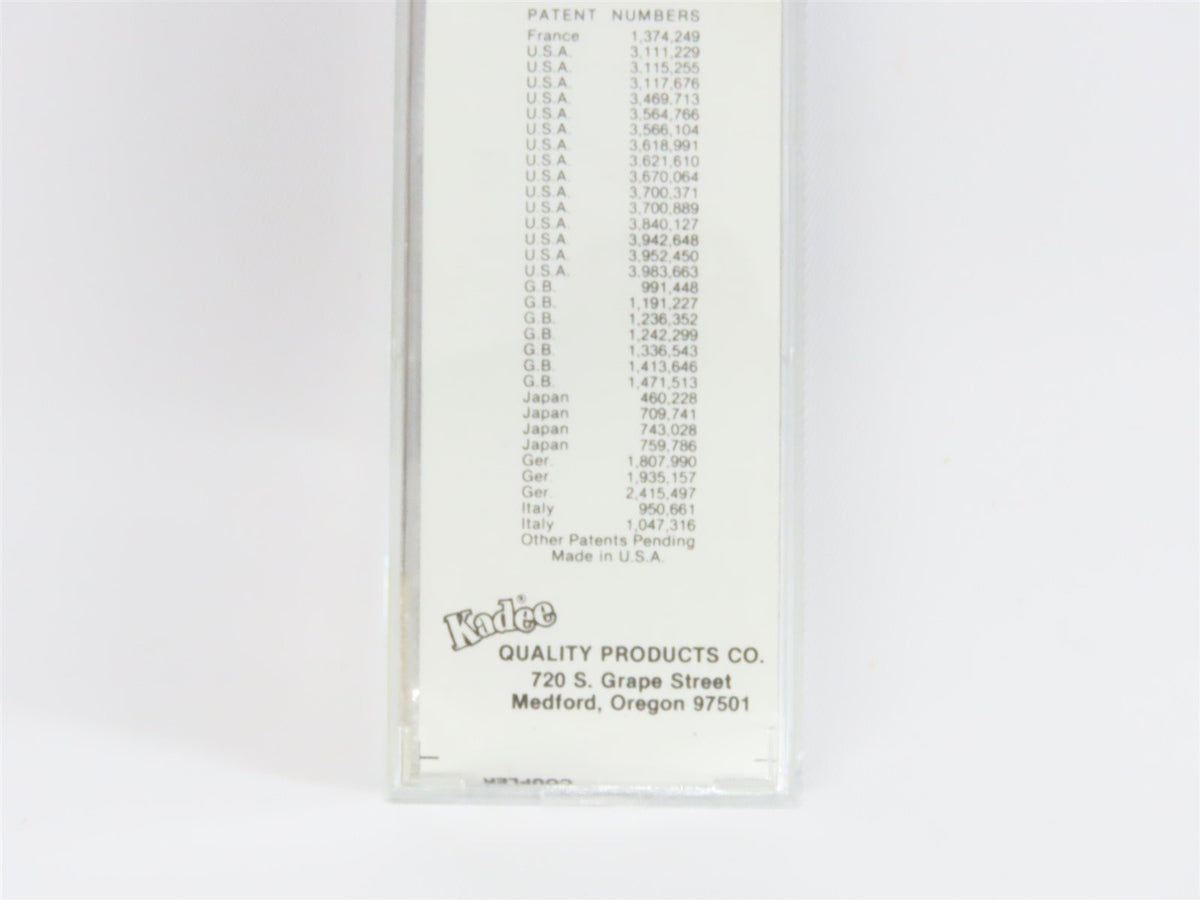 PATENT NUMBERS
France 1,374,249
U.S.A. 3,111,229
U.S.A. 3,115,255
U.S.A. 3,117,676
U.S.A. 3,469,713
U.S.A. 3,564,766
U.S.A. 3,566,104
U.S.A. 3,618,991
U.S.A. 3,621,610
U.S.A. 3,670,064
U.S.A. 3,700,371
U.S.A. 3,700,889
U.S.A. 3,840,127
U.S.A. 3,942,648
U.S.A. 3,952,450
U.S.A. 3,983,663
G.B. 991,448
G.B. 1,191,227
G.B. 1,236,352
G.B. 1,242,299
G.B. 1,336,543
G.B. 1,413,646
G.B. 1,471,513
Japan 460,228
Japan 709,741
Japan 743,028
Japan 759,786
Ger. 1,807,990
Ger. 1,935,157
Ger. 2,415,497
Italy 950,661
Italy 1,047,316
Other Patents Pending
Made in U.S.A.
Kadee®
QUALITY PRODUCTS CO.
720 S. Grape Street
Medford, Oregon 97501
COUPLER